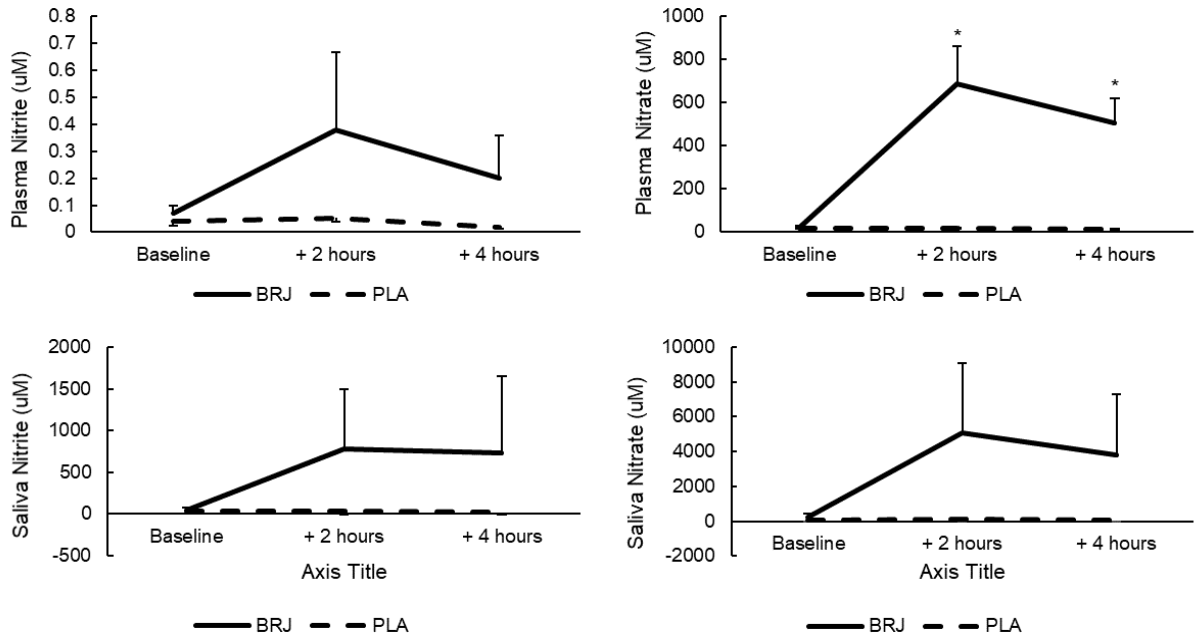 Plasma Nitrite (uM)
0.8
0.7
0.6
0.5
0.4
0.3
0.2
0.1
0
Baseline + 2 hours + 4 hours
BRJ PLA
Plasma Nitrate (uM)
1000
800
600
400
200
0
*
*
Baseline + 2 hours + 4 hours
BRJ PLA
Saliva Nitrite (uM)
2000
1500
1000
500
0
-500
Baseline + 2 hours + 4 hours
Axis Title
BRJ PLA
Saliva Nitrate (uM)
10000
8000
6000
4000
2000
0
-2000
Baseline + 2 hours + 4 hours
Axis Title
BRJ PLA